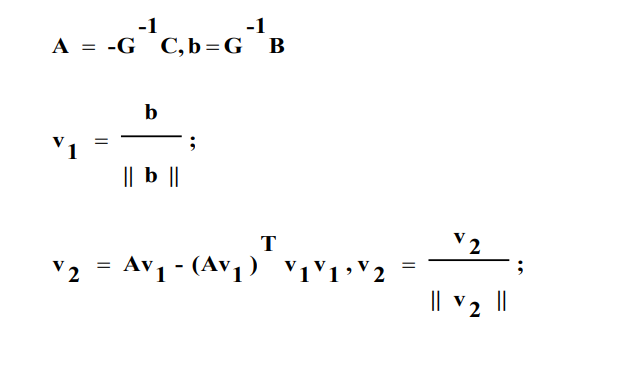 A = -G^-1 C, b = G^-1 B
v_1 = b / || b || ;
v_2 = Av_1 - (Av_1)^T v_1 v_1 , v_2 = v_2 / || v_2 || ;